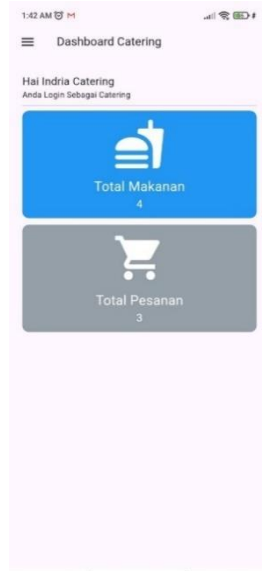 1:42 AM
Dashboard Catering
Hai Indria Catering
Anda Login Sebagai Catering
Total Makanan
4
Total Pesanan
3